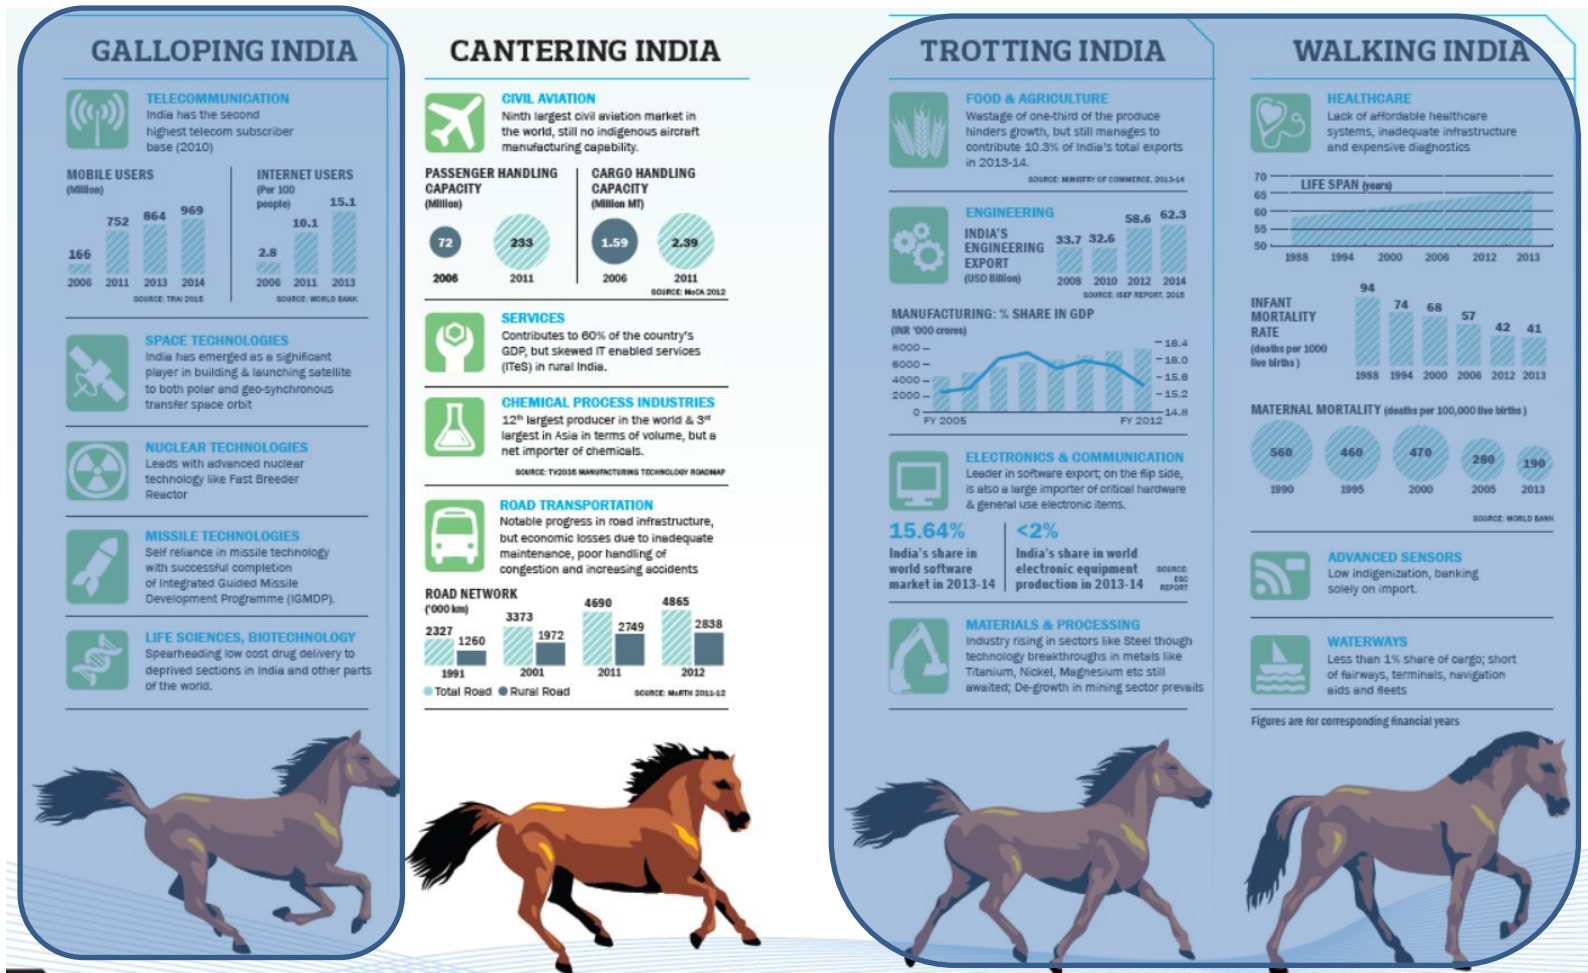 GALLOPING INDIA
TELECOMMUNICATION
India has the second
highest telecom subscriber
base (2010)
MOBILE USERS
(Million)
166
752
864
969
2006 2011 2013 2014
SOURCE: TRAI 2015
INTERNET USERS
(Per 100
people)
2.8
10.1
15.1
2006 2011 2013
SOURCE: WORLD BANK
SPACE TECHNOLOGIES
India has emerged as a significant
player in building & launching satellite
to both polar and geo-synchronous
transfer space orbit
NUCLEAR TECHNOLOGIES
Leads with advanced nuclear
technology like Fast Breeder
Reactor
MISSILE TECHNOLOGIES
Self reliance in missile technology
with successful completion
of Integrated Guided Missile
Development Programme (IGMDP).
LIFE SCIENCES, BIOTECHNOLOGY
Spearheading low cost drug delivery to
deprived sections in India and other parts
of the world.
CANTERING INDIA
CIVIL AVIATION
Ninth largest civil aviation market in
the world, still no indigenous aircraft
manufacturing capability.
PASSENGER HANDLING
CAPACITY
(Million)
72
233
2006 2011
CARGO HANDLING
CAPACITY
(Million MT)
1.59
2.39
2006 2011
SOURCE: MoCA 2012
SERVICES
Contributes to 60% of the country's
GDP, but skewed IT enabled services
(ITeS) in rural India.
CHEMICAL PROCESS INDUSTRIES
12th largest producer in the world & 3rd
largest in Asia in terms of volume, but a
net importer of chemicals.
SOURCE: TV2035 MANUFACTURING TECHNOLOGY ROADMAP
ROAD TRANSPORTATION
Notable progress in road infrastructure,
but economic losses due to inadequate
maintenance, poor handling of
congestion and increasing accidents
ROAD NETWORK
('000 km)
2327 1260
3373 1972
4690 2749
4865 2838
1991 2001 2011 2012
Total Road Rural Road
SOURCE: MoRTH 2011-12
TROTTING INDIA
FOOD & AGRICULTURE
Wastage of one-third of the produce
hinders growth, but still manages to
contribute 10.3% of India's total exports
in 2013-14.
SOURCE: MINISTRY OF COMMERCE, 2013-14
ENGINEERING
INDIA'S
ENGINEERING
EXPORT
(USD Billion)
33.7 32.6 58.6 62.3
2008 2010 2012 2014
SOURCE: ISEF REPORT, 2015
MANUFACTURING: % SHARE IN GDP
(INR '000 crores)
8000
6000
4000
2000
0
16.4
16.0
15.6
15.2
14.8
FY 2005 FY 2012
ELECTRONICS & COMMUNICATION
Leader in software export; on the flip side,
is also a large importer of critical hardware
& general use electronic items.
15.64%
India's share in
world software
market in 2013-14
<2%
India's share in world
electronic equipment
production in 2013-14
SOURCE:
ESC
REPORT
MATERIALS & PROCESSING
Industry rising in sectors like Steel though
technology breakthroughs in metals like
Titanium, Nickel, Magnesium etc still
awaited; De-growth in mining sector prevails
WALKING INDIA
HEALTHCARE
Lack of affordable healthcare
systems, inadequate infrastructure
and expensive diagnostics
LIFE SPAN (years)
70
65
60
55
50
1988 1994 2000 2006 2012 2013
INFANT
MORTALITY
RATE
(deaths per 1000
live births )
94 74 68 57 42 41
1988 1994 2000 2006 2012 2013
MATERNAL MORTALITY (deaths per 100,000 live births )
560 460 470 280 190
1990 1995 2000 2005 2013
SOURCE: WORLD BANK
ADVANCED SENSORS
Low indigenization, banking
solely on import.
WATERWAYS
Less than 1% share of cargo; short
of fairways, terminals, navigation
aids and fleets
Figures are for corresponding financial years